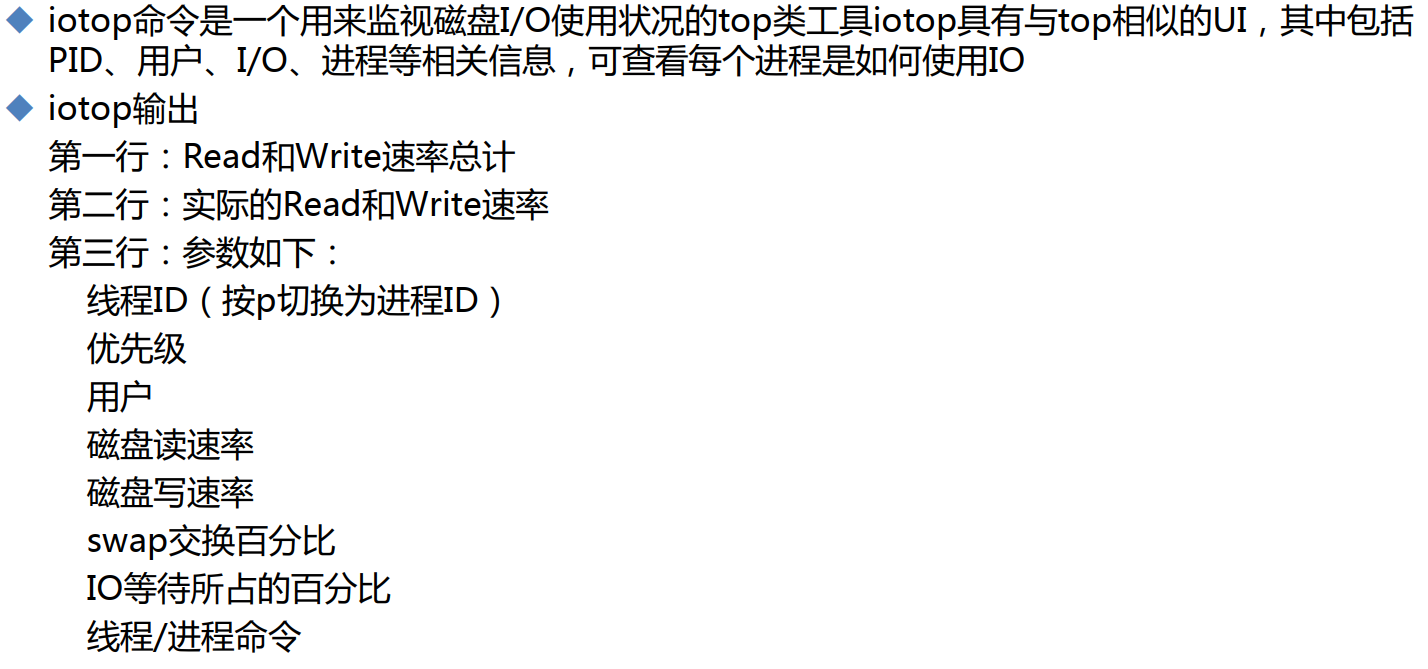 ◆ iotop命令是一个用来监视磁盘I/O使用状况的top类工具iotop具有与top相似的UI，其中包括
PID、用户、I/O、进程等相关信息，可查看每个进程是如何使用IO
◆ iotop输出
第一行：Read和Write速率总计
第二行：实际的Read和Write速率
第三行：参数如下：
线程ID（按p切换为进程ID）
优先级
用户
磁盘读速率
磁盘写速率
swap交换百分比
IO等待所占的百分比
线程/进程命令